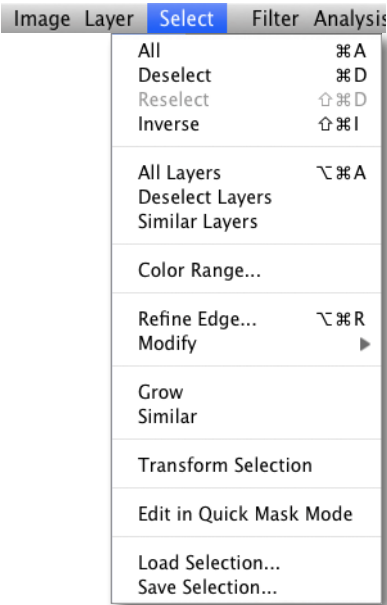 Image Layer Select Filter Analysis
All ⌘A
Deselect ⌘D
Reselect ⇧⌘D
Inverse ⇧⌘I
All Layers ⌥⌘A
Deselect Layers
Similar Layers
Color Range...
Refine Edge... ⌥⌘R
Modify
Grow
Similar
Transform Selection
Edit in Quick Mask Mode
Load Selection...
Save Selection...